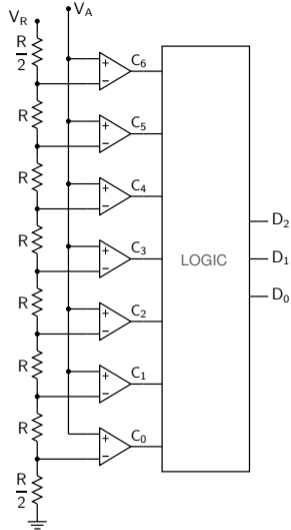 V_R V_A
R/2
+ − C_6
R
+ − C_5
R
+ − C_4
R
+ − C_3
LOGIC
D_2
D_1
D_0
R
+ − C_2
R
+ − C_1
R
+ − C_0
R
R/2